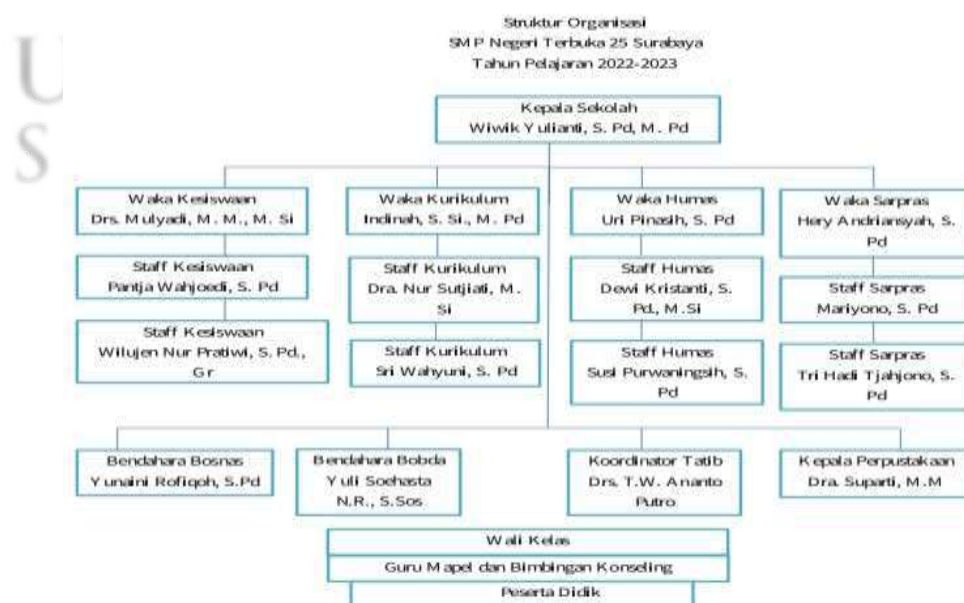 Struktur Organisasi
SMP Negeri Terbuka 25 Surabaya
Tahun Pelajaran 2022-2023
U
S
Kepala Sekolah
Wiwik Yulianti, S. Pd, M. Pd
Waka Kesiswaan
Drs. Mulyadi, M. M., M. Si
Waka Kurikulum
Indinah, S. Si., M. Pd
Waka Humas
Uri Pinasih, S. Pd
Waka Sarpras
Hery Andriansyah, S.
Pd
Staff Kesiswaan
Pantja Wahjoedi, S. Pd
Staff Kurikulum
Dra. Nur Sutjiati, M.
Si
Staff Humas
Dewi Kristanti, S.
Pd., M.Si
Staff Sarpras
Mariyono, S. Pd
Staff Kesiswaan
Wilujen Nur Pratiwi, S. Pd.,
Gr
Staff Kurikulum
Sri Wahyuni, S. Pd
Staff Humas
Susi Purwaningsih, S.
Pd
Staff Sarpras
Tri Hadi Tjahjono, S.
Pd
Bendahara Bosnas
Yunaini Rofiqoh, S.Pd
Bendahara Bobda
Yuli Soehasta
N.R., S.Sos
Koordinator Tatib
Drs. T.W. Ananto
Putro
Kepala Perpustakaan
Dra. Suparti, M.M
Wali Kelas
Guru Mapel dan Bimbingan Konseling
Peserta Didik